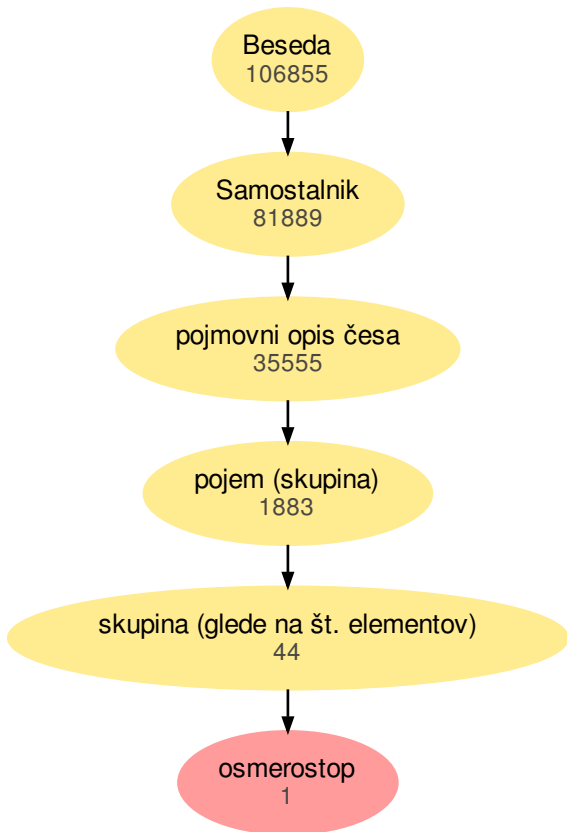 Beseda
106855
Samostalnik
81889
pojmovni opis česa
35555
pojem (skupina)
1883
skupina (glede na št. elementov)
44
osmerostop
1